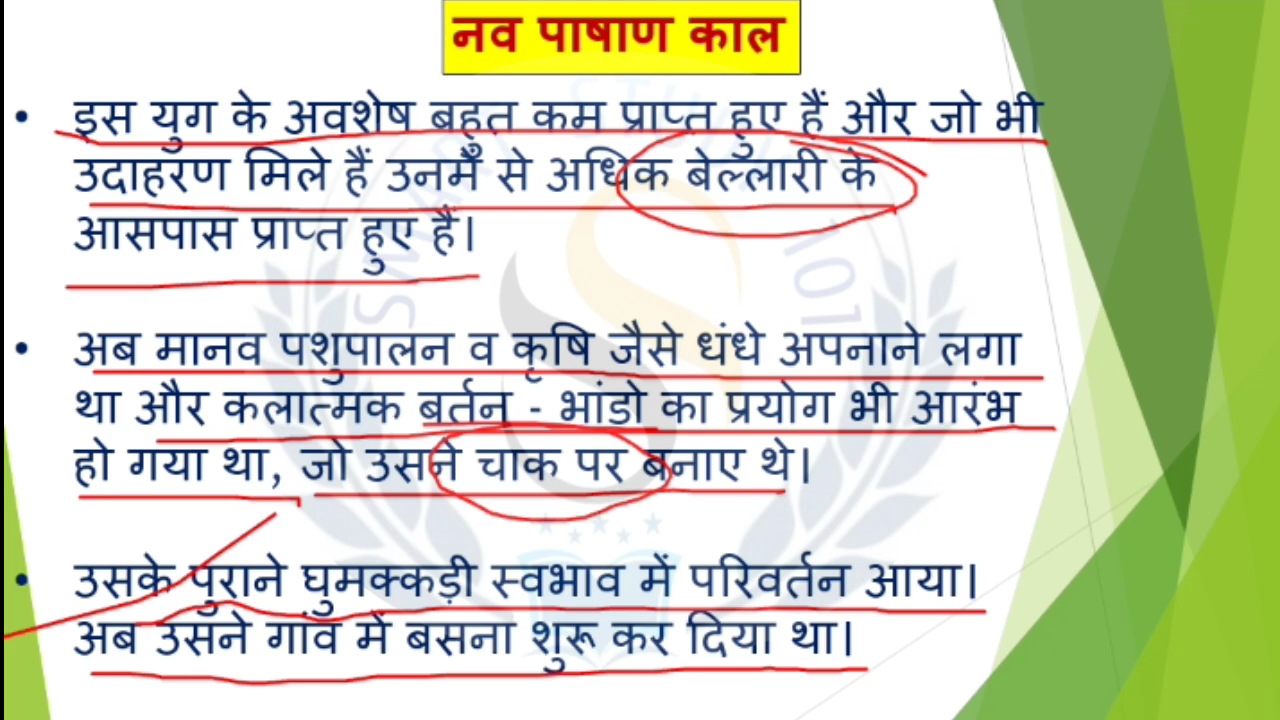 नव पाषाण काल
• इस युग के अवशेष बहुत कम प्राप्त हुए हैं और जो भी
उदाहरण मिले हैं उनमें से अधिक बेल्लारी के
आसपास प्राप्त हुए हैं।
• अब मानव पशुपालन व कृषि जैसे धंधे अपनाने लगा
था और कलात्मक बर्तन - भांडो का प्रयोग भी आरंभ
हो गया था, जो उसने चाक पर बनाए थे।
• उसके पुराने घुमक्कड़ी स्वभाव में परिवर्तन आया।
अब उसने गांव में बसना शुरू कर दिया था।